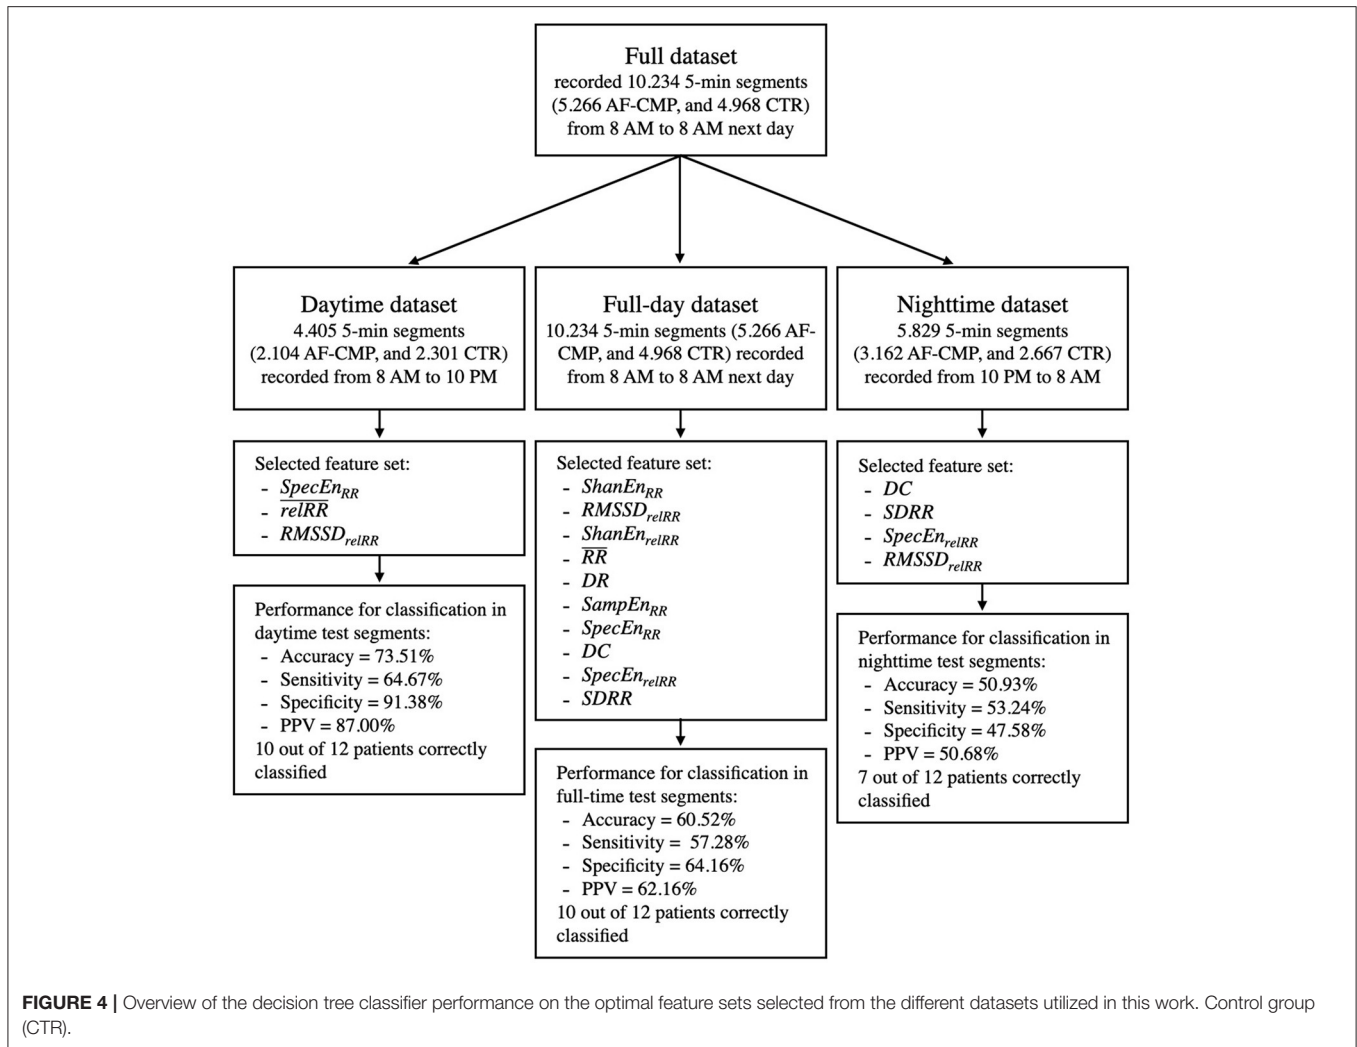 Full dataset
recorded 10.234 5-min segments
(5.266 AF-CMP, and 4.968 CTR)
from 8 AM to 8 AM next day
Daytime dataset
4.405 5-min segments
(2.104 AF-CMP, and 2.301 CTR)
recorded from 8 AM to 10 PM
Full-day dataset
10.234 5-min segments (5.266 AF-
CMP, and 4.968 CTR) recorded
from 8 AM to 8 AM next day
Nighttime dataset
5.829 5-min segments
(3.162 AF-CMP, and 2.667 CTR)
recorded from 10 PM to 8 AM
Selected feature set:
- SpecEn_RR
- \overline{relRR}
- RMSSD_relRR
Selected feature set:
- ShanEn_RR
- RMSSD_relRR
- ShanEn_relRR
- \overline{RR}
- DR
- SampEn_RR
- SpecEn_RR
- DC
- SpecEn_relRR
- SDRR
Selected feature set:
- DC
- SDRR
- SpecEn_relRR
- RMSSD_relRR
Performance for classification in
daytime test segments:
- Accuracy = 73.51%
- Sensitivity = 64.67%
- Specificity = 91.38%
- PPV = 87.00%
10 out of 12 patients correctly
classified
Performance for classification in
full-time test segments:
- Accuracy = 60.52%
- Sensitivity = 57.28%
- Specificity = 64.16%
- PPV = 62.16%
10 out of 12 patients correctly
classified
Performance for classification in
nighttime test segments:
- Accuracy = 50.93%
- Sensitivity = 53.24%
- Specificity = 47.58%
- PPV = 50.68%
7 out of 12 patients correctly
classified
FIGURE 4 | Overview of the decision tree classifier performance on the optimal feature sets selected from the different datasets utilized in this work. Control group
(CTR).